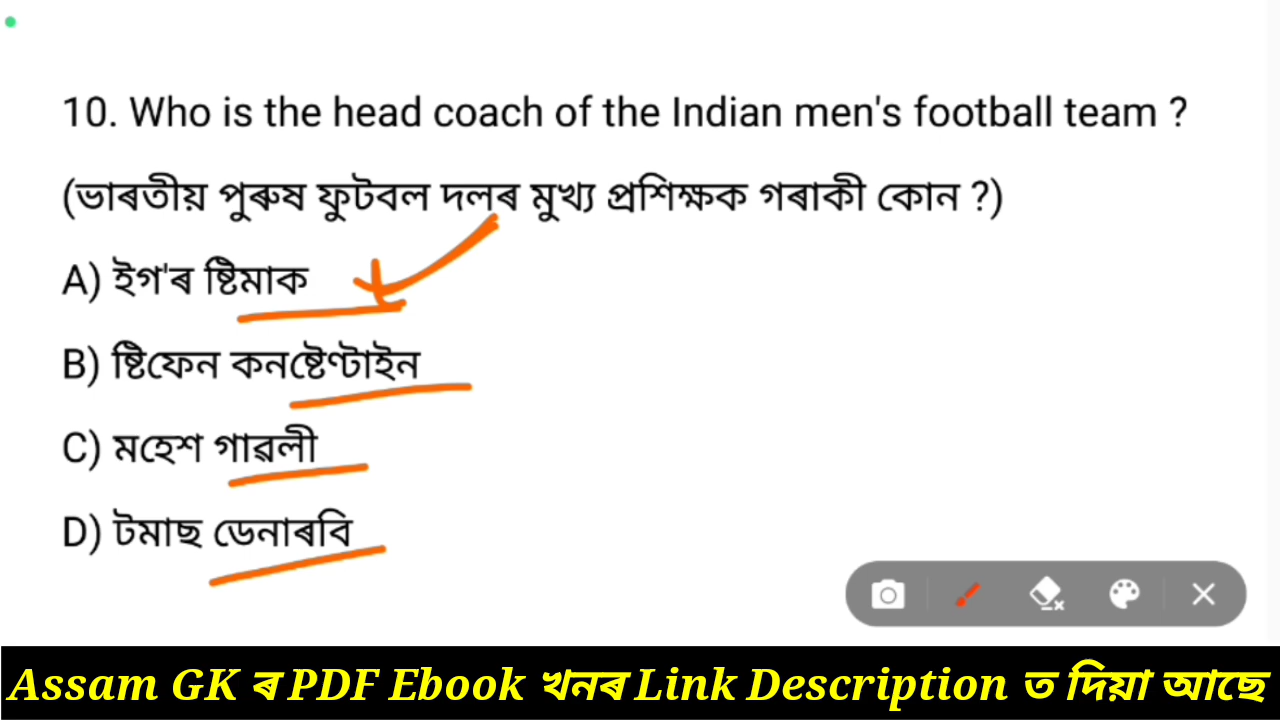 10. Who is the head coach of the Indian men's football team ?
(ভাৰতীয় পুৰুষ ফুটবল দলৰ মুখ্য প্ৰশিক্ষক গৰাকী কোন ?)
A) ইগ'ৰ ষ্টিমাক
B) ষ্টিফেন কনষ্টেণ্টাইন
C) মহেশ গাৱলী
D) টমাছ ডেনাৰবি
Assam GK ৰ PDF Ebook খনৰ Link Description ত দিয়া আছে